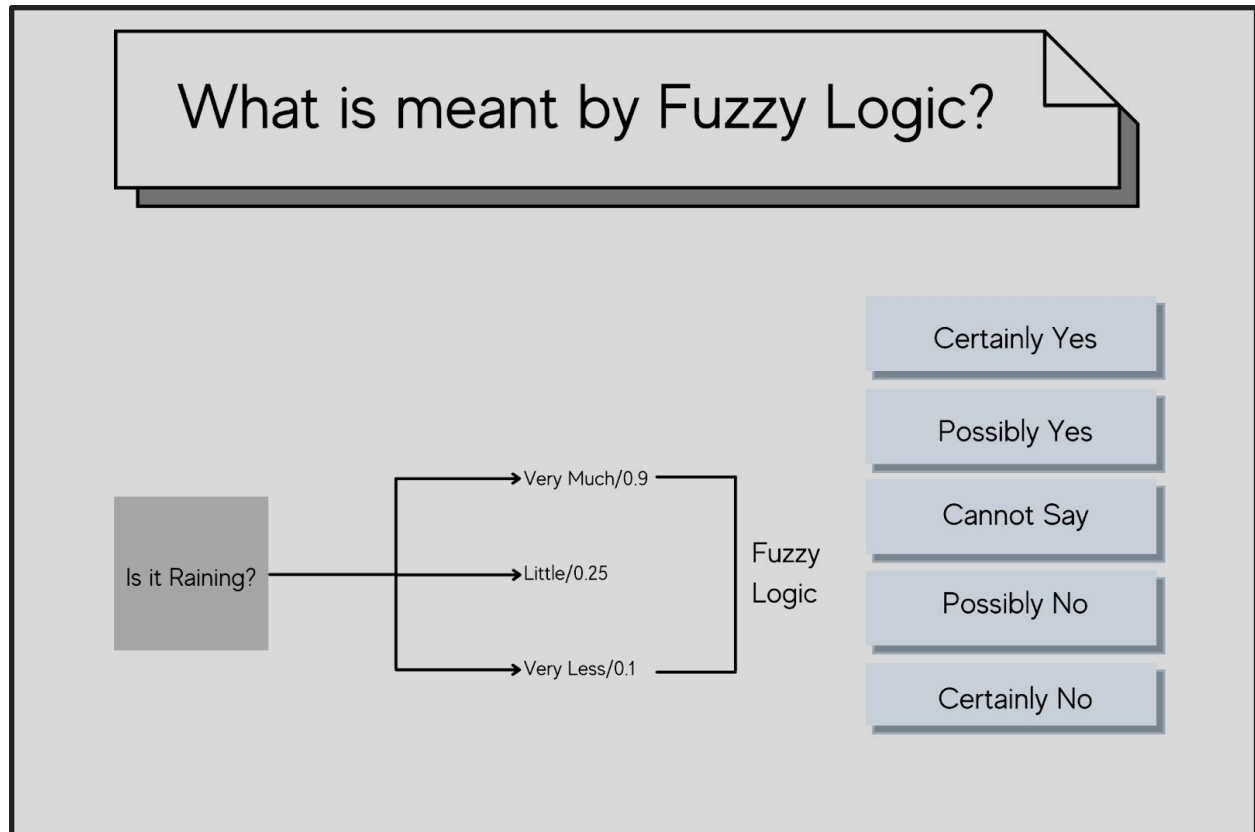 What is meant by Fuzzy Logic?
Is it Raining?
Very Much/0.9
Little/0.25
Very Less/0.1
Fuzzy
Logic
Certainly Yes
Possibly Yes
Cannot Say
Possibly No
Certainly No